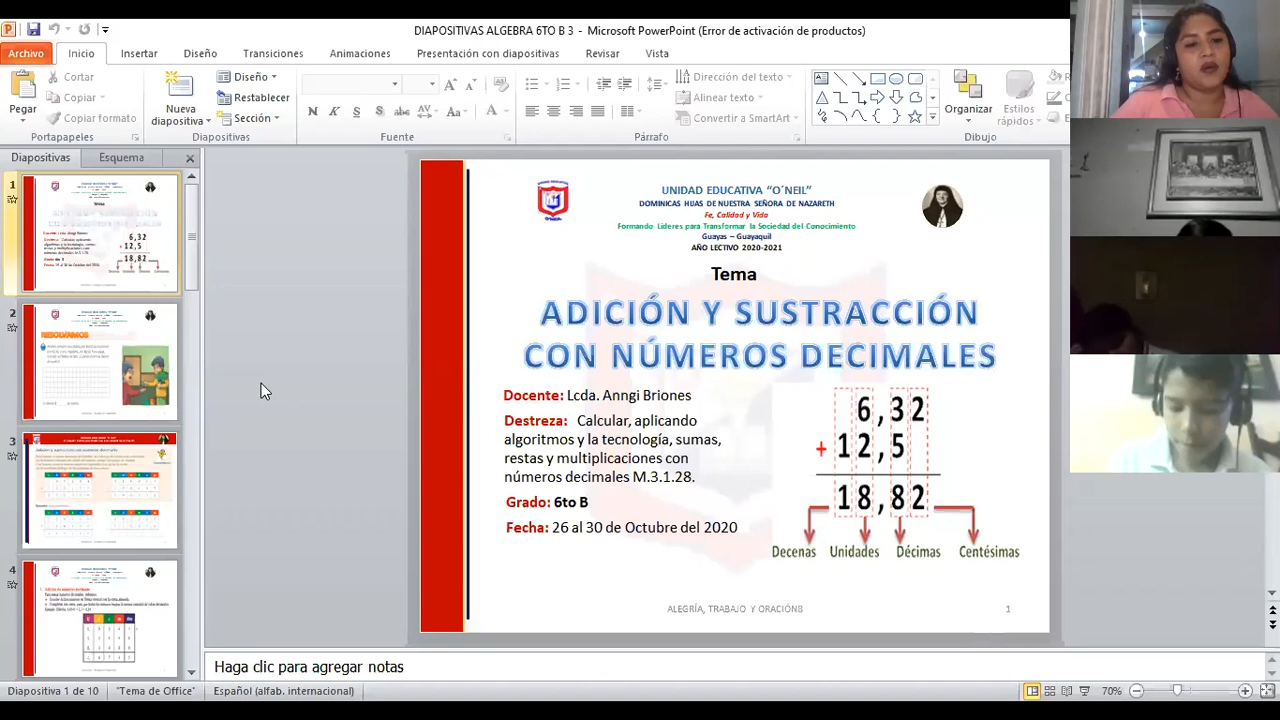 DIAPOSITIVAS ALGEBRA 6TO B 3 - Microsoft PowerPoint (Error de activación de productos)
Archivo Inicio Insertar Diseño Transiciones Animaciones Presentación con diapositivas Revisar Vista
Pegar
Cortar
Copiar
Copiar formato
Portapapeles
Nueva diapositiva
Diseño
Restablecer
Sección
Diapositivas
Fuente
Dirección del texto
Alinear texto
Convertir a SmartArt
Párrafo
Organizar
Estilos rápidos
Dibujo
Diapositivas Esquema
1
2
RESOLVAMOS
3
4
UNIDAD EDUCATIVA “O´NEIL”
DOMINICAS HIJAS DE NUESTRA SEÑORA DE NAZARETH
Fe, Calidad y Vida
Formando Líderes para Transformar la Sociedad del Conocimiento
Guayas – Guayaquil
AÑO LECTIVO 2020-2021
Tema
ADICIÓN Y SUSTRACCIÓN
CON NÚMEROS DECIMALES
Docente: Lcda. Anngi Briones
Destreza: Calcular, aplicando
algoritmos y la tecnología, sumas,
restas y multiplicaciones con
números decimales M.3.1.28.
Grado: 6to B
Fecha: 26 al 30 de Octubre del 2020
6,32
+ 12,5
18,82
Decenas Unidades Décimas Centésimas
ALEGRÍA, TRABAJO Y ORACIÓN8
1
Haga clic para agregar notas
Diapositiva 1 de 10 "Tema de Office" Español (alfab. internacional) 70%